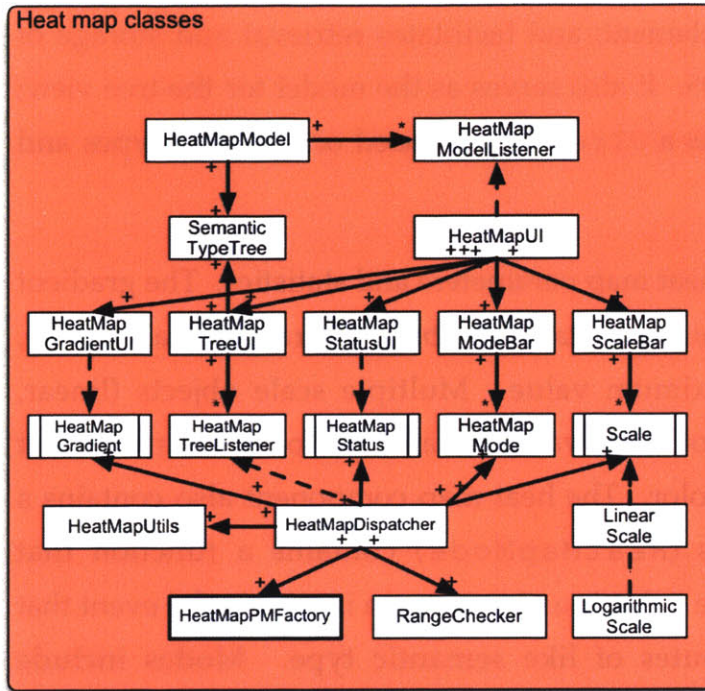 Heat map classes
HeatMapModel + * HeatMap
ModelListener
+ +
Semantic
TypeTree
HeatMapUI
+ +++ +
+ + + + +
HeatMap
GradientUI
HeatMap
TreeUI
HeatMap
StatusUI
HeatMap
ModeBar
HeatMap
ScaleBar
+ + +
* * *
HeatMap
Gradient
HeatMap
TreeListener
HeatMap
Status
HeatMap
Mode
Scale
+ + + +
+ + + +
HeatMapUtils + + HeatMapDispatcher
Linear
Scale
+ +
+ +
HeatMapPMFactory
RangeChecker
Logarithmic
Scale